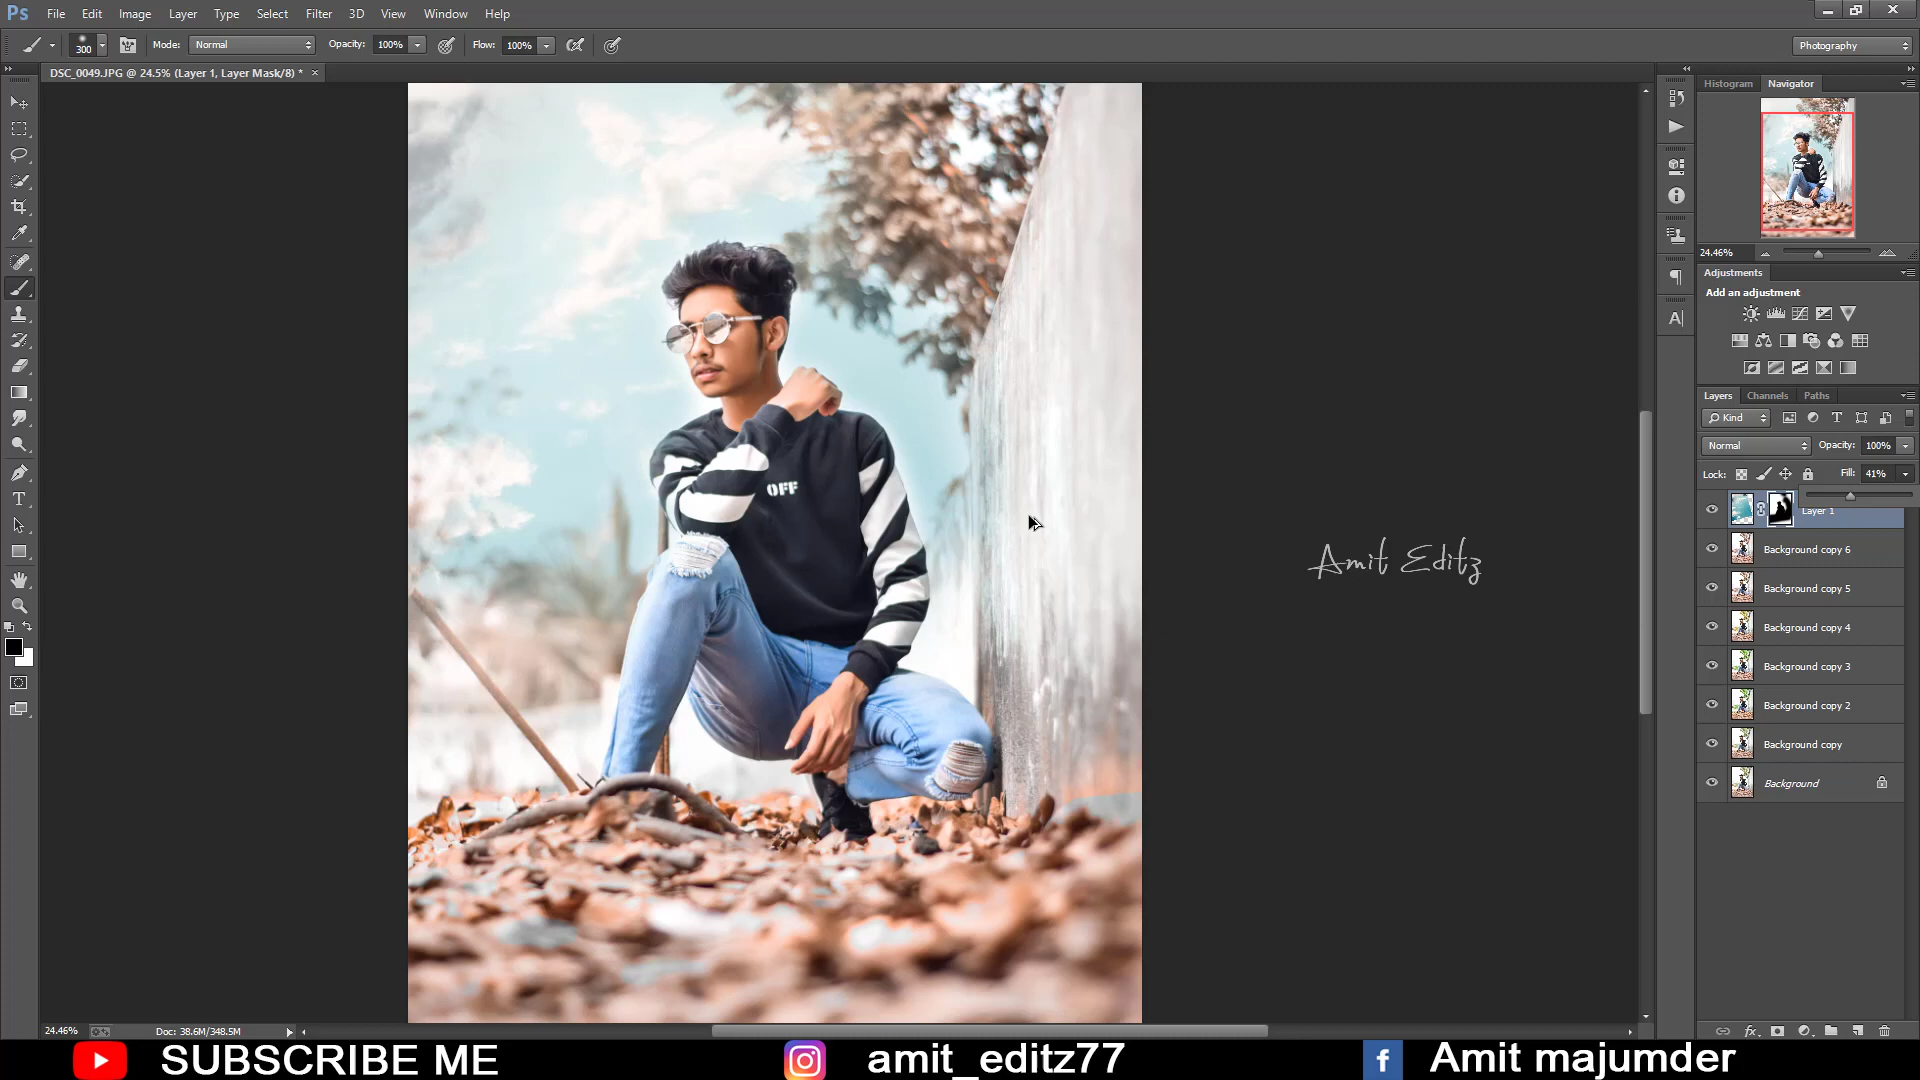 Ps File Edit Image Layer Type Select Filter 3D View Window Help
300 Mode: Normal Opacity: 100% Flow: 100% Photography
DSC_0049.JPG @ 24.5% (Layer 1, Layer Mask/8) * ×
Histogram Navigator
24.46%
Adjustments
Add an adjustment
Layers Channels Paths
Kind
Normal Opacity: 100%
Lock: Fill: 41%
Layer 1
Background copy 6
Background copy 5
Background copy 4
Background copy 3
Background copy 2
Background copy
Background
OFF
Amit Editz
24.46% Doc: 38.6M/348.5M
SUBSCRIBE ME amit_editz77 Amit majumder